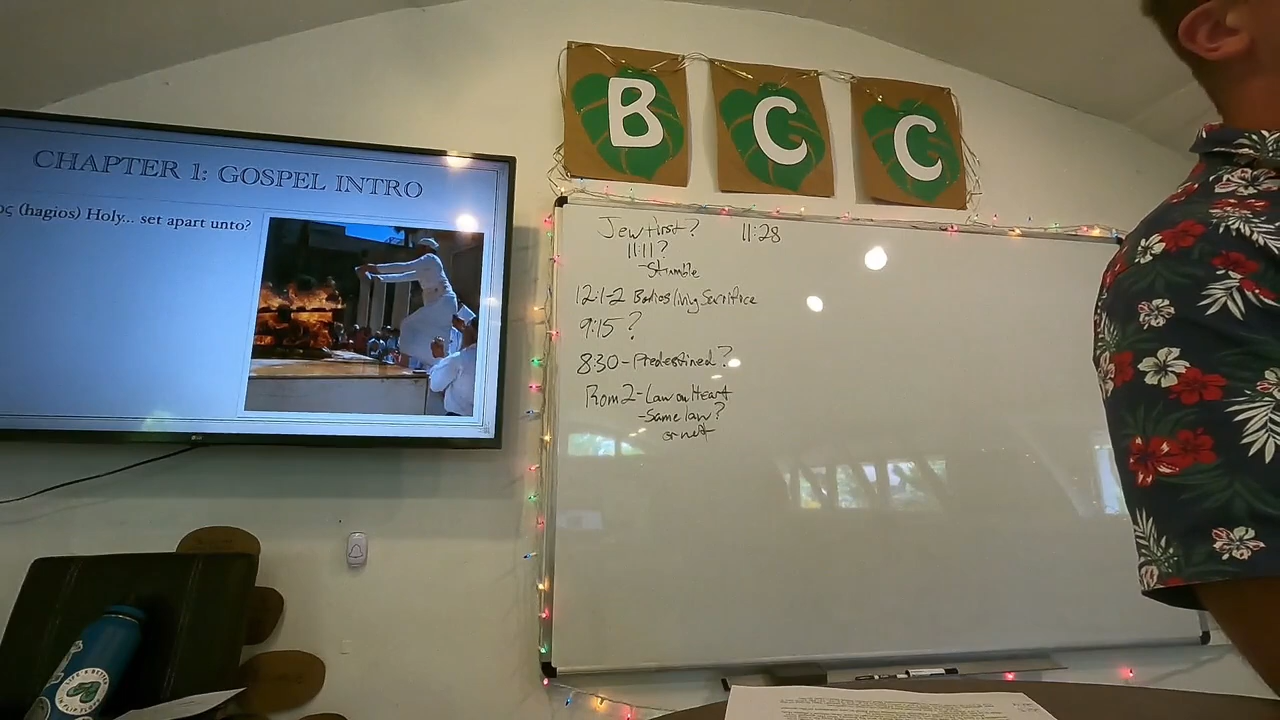 CHAPTER 1: GOSPEL INTRO
ος (hagios) Holy... set apart unto?
B C C
Jew first? 11:28
11:11?
-Stumble
12:1-2 Bodies living Sacrifice
9:15?
8:30-Predestined?
Rom 2-Law on Heart
-Same law?
or not